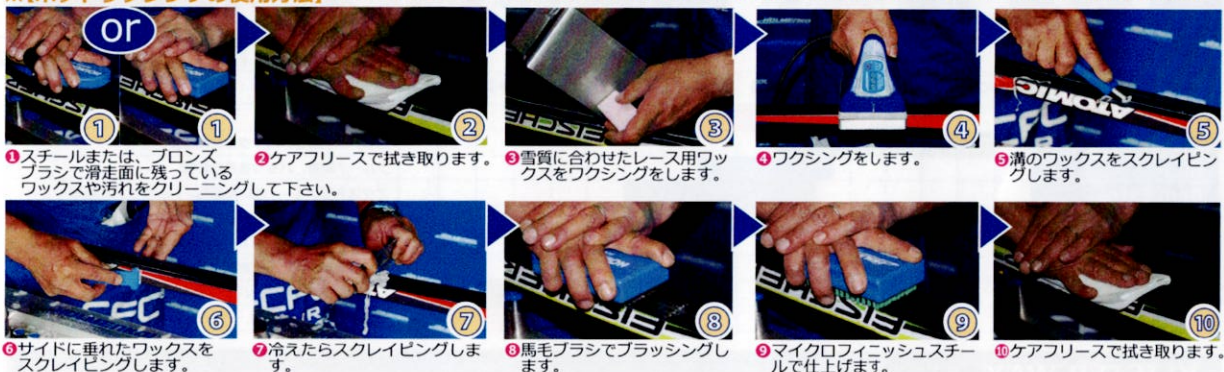 or
1
1
2
3
4
5
❶スチールまたは、ブロンズ
ブラシで滑走面に残っている
ワックスや汚れをクリーニングして下さい。
❷ケアフリースで拭き取ります。
❸雪質に合わせたレース用ワッ
クスをワクシングをします。
❹ワクシングをします。
ATOMIC
❺溝のワックスをスクレイピン
グします。
6
7
8
9
10
❻サイドに垂れたワックスを
スクレイピングします。
❼冷えたらスクレイピングしま
す。
❽馬毛ブラシでブラッシングし
ます。
❾マイクロフィニッシュスチー
ルで仕上げます。
❿ケアフリースで拭き取ります。